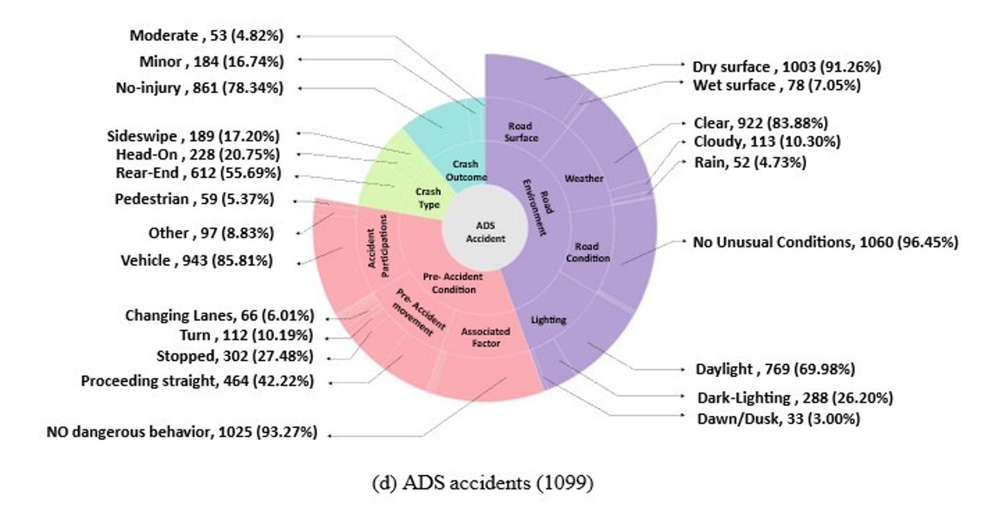 Moderate , 53 (4.82%)
Minor , 184 (16.74%)
No-injury , 861 (78.34%)
Sideswipe , 189 (17.20%)
Head-On , 228 (20.75%)
Rear-End , 612 (55.69%)
Pedestrian , 59 (5.37%)
Other , 97 (8.83%)
Vehicle , 943 (85.81%)
Changing Lanes, 66 (6.01%)
Turn , 112 (10.19%)
Stopped, 302 (27.48%)
Proceeding straight, 464 (42.22%)
NO dangerous behavior, 1025 (93.27%)
Crash
Outcome
Crash
Type
Accident
Participations
Pre- Accident
Condition
Pre- Accident
movement
Associated
Factor
ADS
Accident
Road
Environment
Road
Surface
Weather
Road
Condition
Lighting
Dry surface , 1003 (91.26%)
Wet surface , 78 (7.05%)
Clear, 922 (83.88%)
Cloudy, 113 (10.30%)
Rain, 52 (4.73%)
No Unusual Conditions, 1060 (96.45%)
Daylight , 769 (69.98%)
Dark-Lighting , 288 (26.20%)
Dawn/Dusk, 33 (3.00%)
(d) ADS accidents (1099)